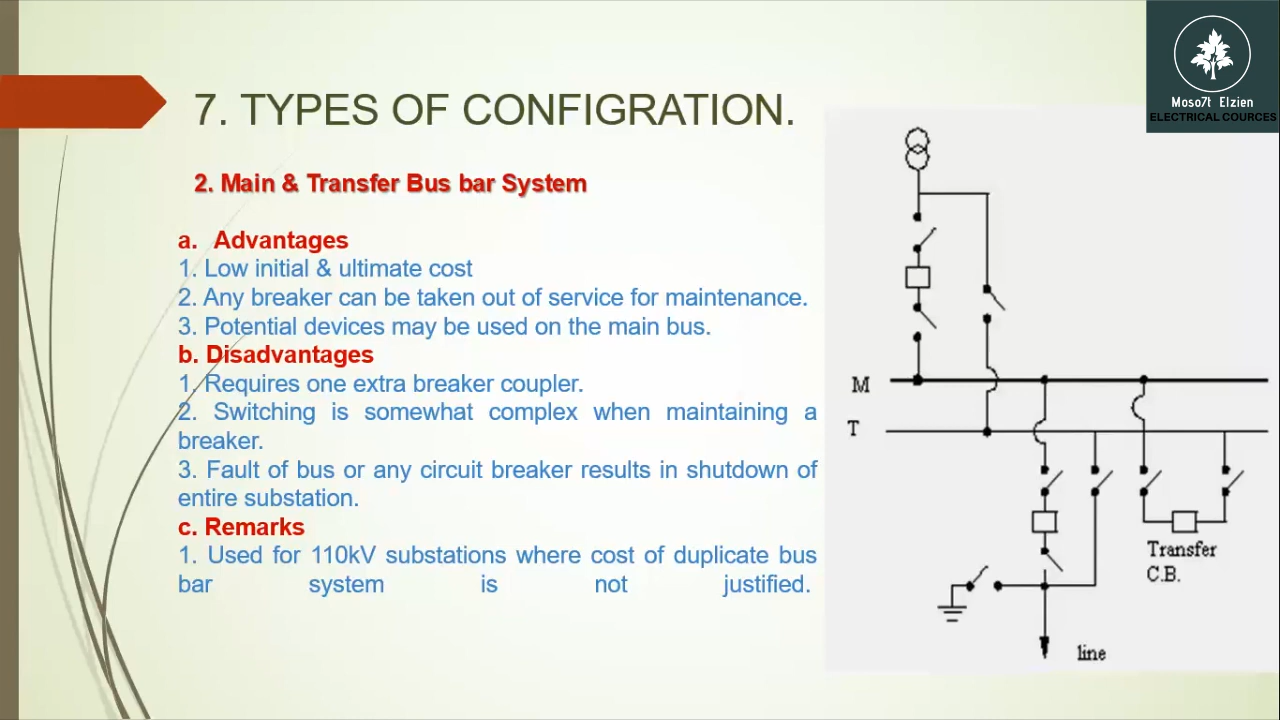 Moso7t Elzien
ELECTRICAL COURCES
7. TYPES OF CONFIGRATION.
2. Main & Transfer Bus bar System
a. Advantages
1. Low initial & ultimate cost
2. Any breaker can be taken out of service for maintenance.
3. Potential devices may be used on the main bus.
b. Disadvantages
1. Requires one extra breaker coupler.
2. Switching is somewhat complex when maintaining a
breaker.
3. Fault of bus or any circuit breaker results in shutdown of
entire substation.
c. Remarks
1. Used for 110kV substations where cost of duplicate bus
bar system is not justified.
M
T
Transfer
C.B.
line